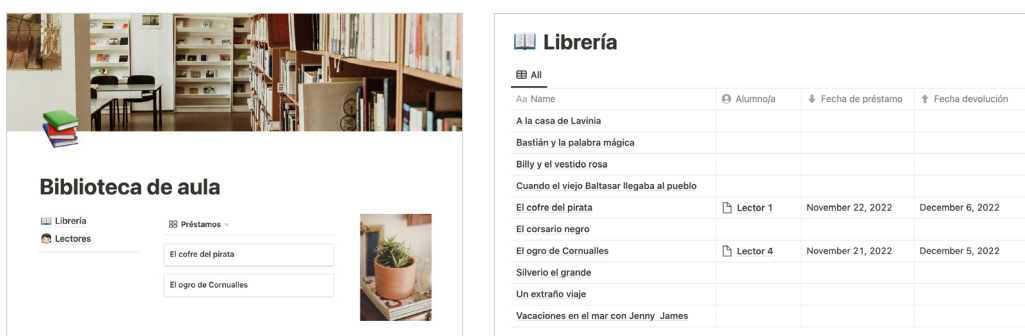 Biblioteca de aula
Librería
Lectores
Préstamos
El cofre del pirata
El ogro de Cornualles
Librería
All
Aa Name Alumno/a Fecha de préstamo Fecha devolución
A la casa de Lavinia
Bastián y la palabra mágica
Billy y el vestido rosa
Cuando el viejo Baltasar llegaba al pueblo
El cofre del pirata Lector 1 November 22, 2022 December 6, 2022
El corsario negro
El ogro de Cornualles Lector 4 November 21, 2022 December 5, 2022
Silverio el grande
Un extraño viaje
Vacaciones en el mar con Jenny James